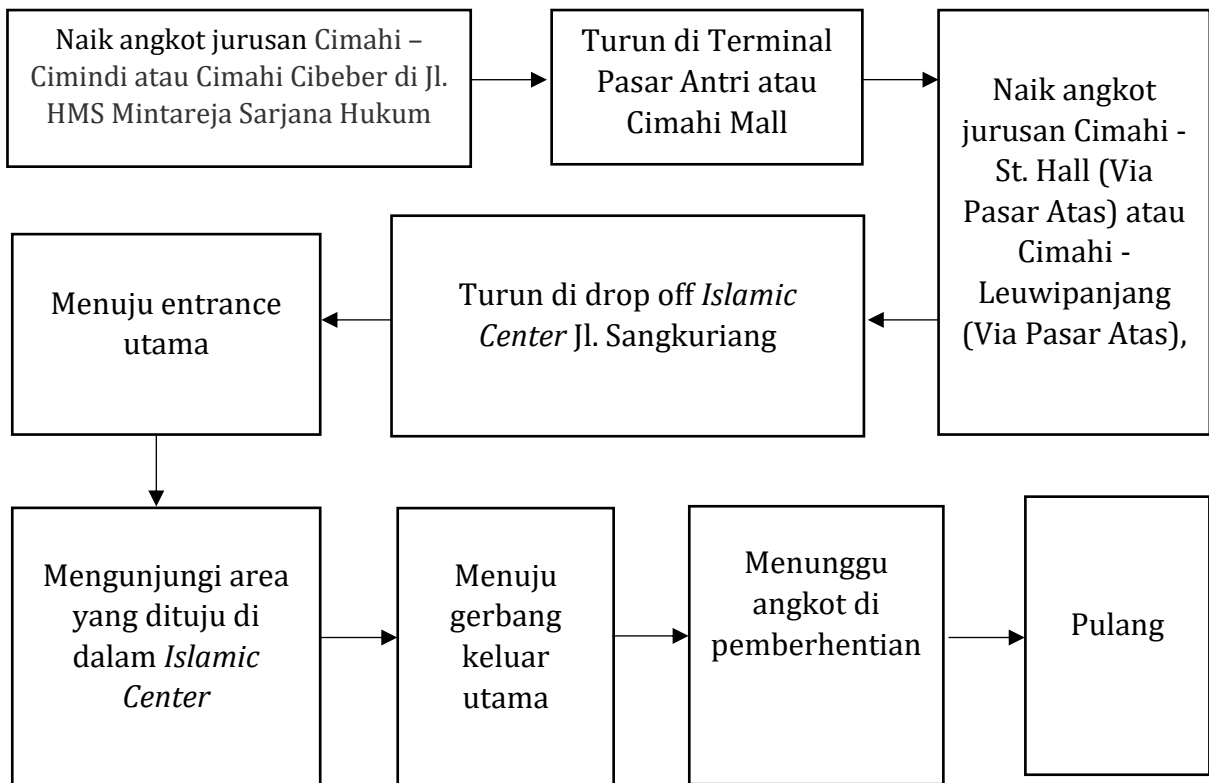 Naik angkot jurusan Cimahi –
Cimindi atau Cimahi Cibeber di Jl.
HMS Mintareja Sarjana Hukum
Turun di Terminal
Pasar Antri atau
Cimahi Mall
Naik angkot
jurusan Cimahi -
St. Hall (Via
Pasar Atas) atau
Cimahi -
Leuwipanjang
(Via Pasar Atas),
Turun di drop off Islamic
Center Jl. Sangkuriang
Menuju entrance
utama
Mengunjungi area
yang dituju di
dalam Islamic
Center
Menuju
gerbang
keluar
utama
Menunggu
angkot di
pemberhentian
Pulang